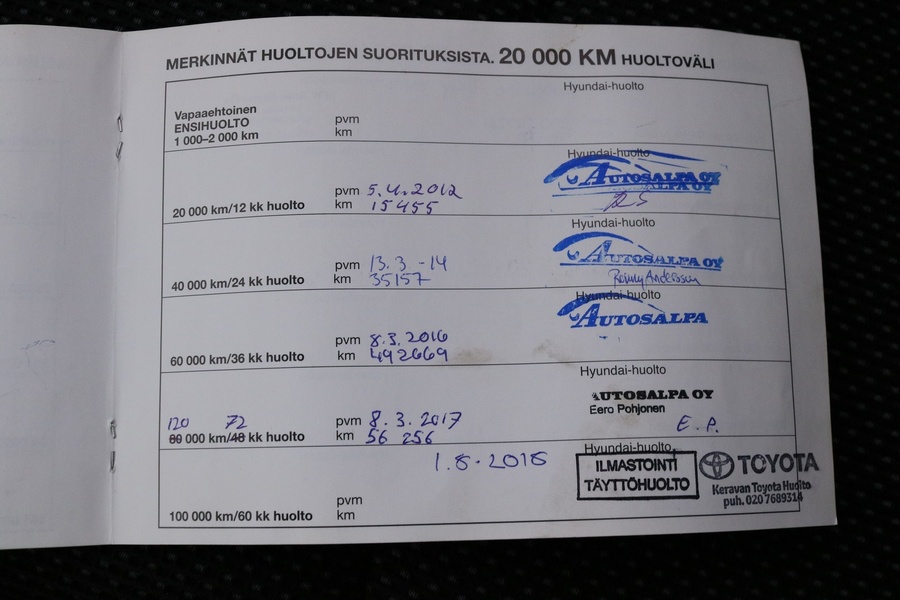 MERKINNÄT HUOLTOJEN SUORITUKSISTA. 20 000 KM HUOLTOVÄLI
Hyundai-huolto
Vapaaehtoinen
ENSIHUOLTO
1 000–2 000 km
pvm
km
Hyundai-huolto
AUTOSALPA OY
AUTOSALPA OY
20 000 km/12 kk huolto
pvm 5.4.2012
km 15455
Hyundai-huolto
AUTOSALPA OY
Ronny Andersson
40 000 km/24 kk huolto
pvm 13.3 -14
km 35157
Hyundai-huolto
AUTOSALPA
60 000 km/36 kk huolto
pvm 8.3.2016
km 492669
Hyundai-huolto
AUTOSALPA OY
Eero Pohjonen
E.P.
120 72
80 000 km/48 kk huolto
pvm 8.3.2017
km 56 256
Hyundai-huolto
1.8.2018
ILMASTOINTI
TÄYTTÖHUOLTO
TOYOTA
Keravan Toyota Huolto
puh. 020 7689314
100 000 km/60 kk huolto
pvm
km